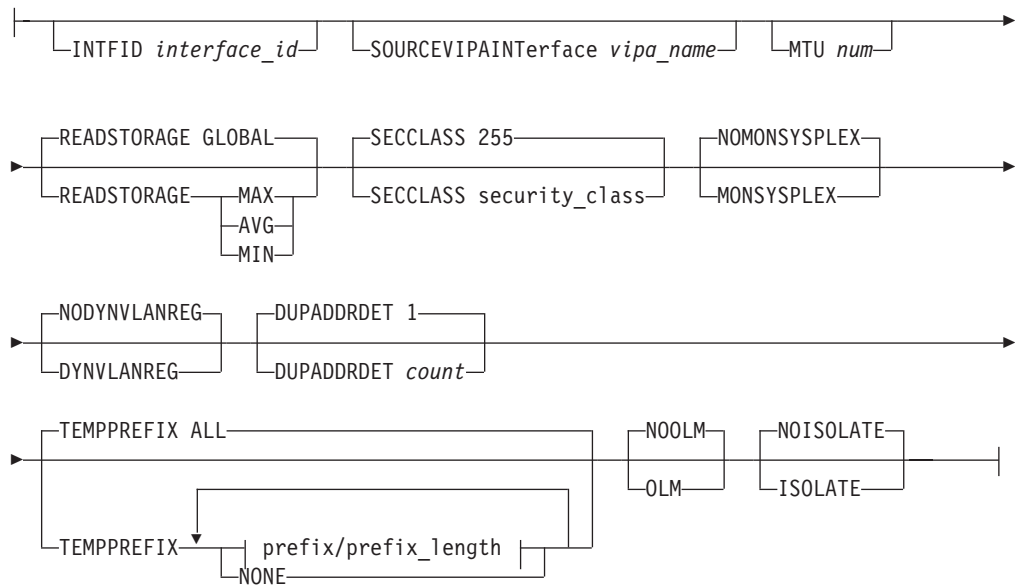 INTFID interface_id SOURCEVIPAINTerface vipa_name MTU num
READSTORAGE GLOBAL SECCLASS 255 NOMONSYSPLEX
READSTORAGE MAX SECCLASS security_class MONSYSPLEX
AVG
MIN
NODYNVLANREG DUPADDRDET 1
DYNVLANREG DUPADDRDET count
TEMPPREFIX ALL NOOLM NOISOLATE
OLM ISOLATE
TEMPPREFIX prefix/prefix_length
NONE